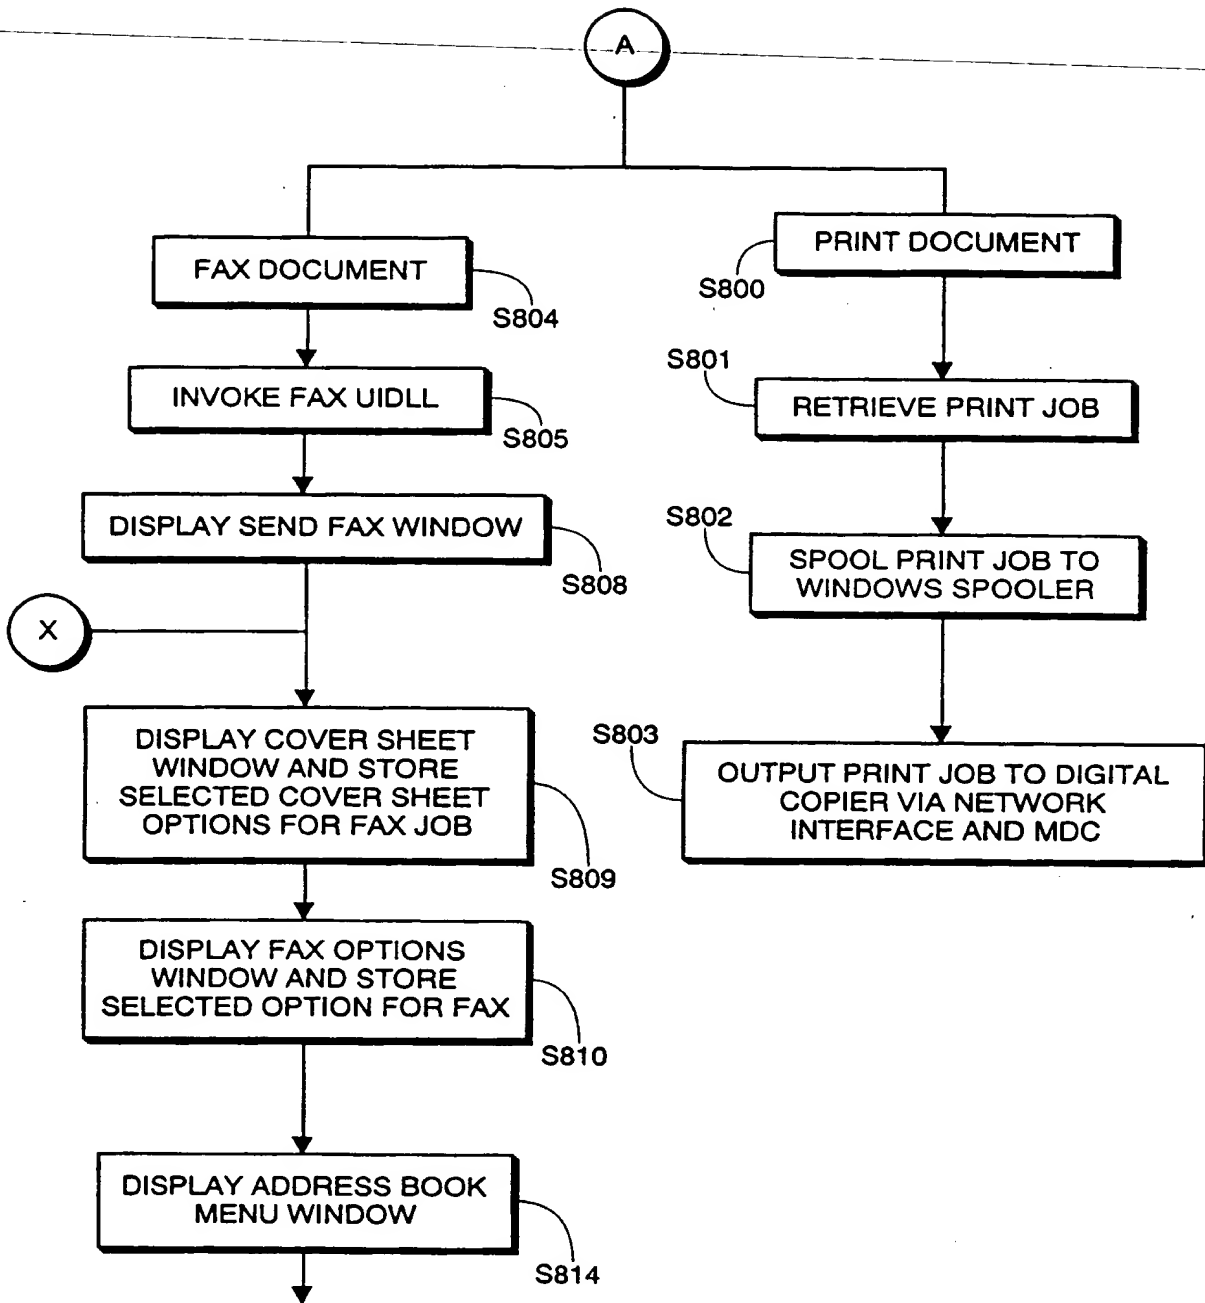 A
FAX DOCUMENT
S804
INVOKE FAX UIDLL
S805
DISPLAY SEND FAX WINDOW
S808
X
DISPLAY COVER SHEET
WINDOW AND STORE
SELECTED COVER SHEET
OPTIONS FOR FAX JOB
S809
DISPLAY FAX OPTIONS
WINDOW AND STORE
SELECTED OPTION FOR FAX
S810
DISPLAY ADDRESS BOOK
MENU WINDOW
S814
PRINT DOCUMENT
S800
S801
RETRIEVE PRINT JOB
S802
SPOOL PRINT JOB TO
WINDOWS SPOOLER
S803
OUTPUT PRINT JOB TO DIGITAL
COPIER VIA NETWORK
INTERFACE AND MDC